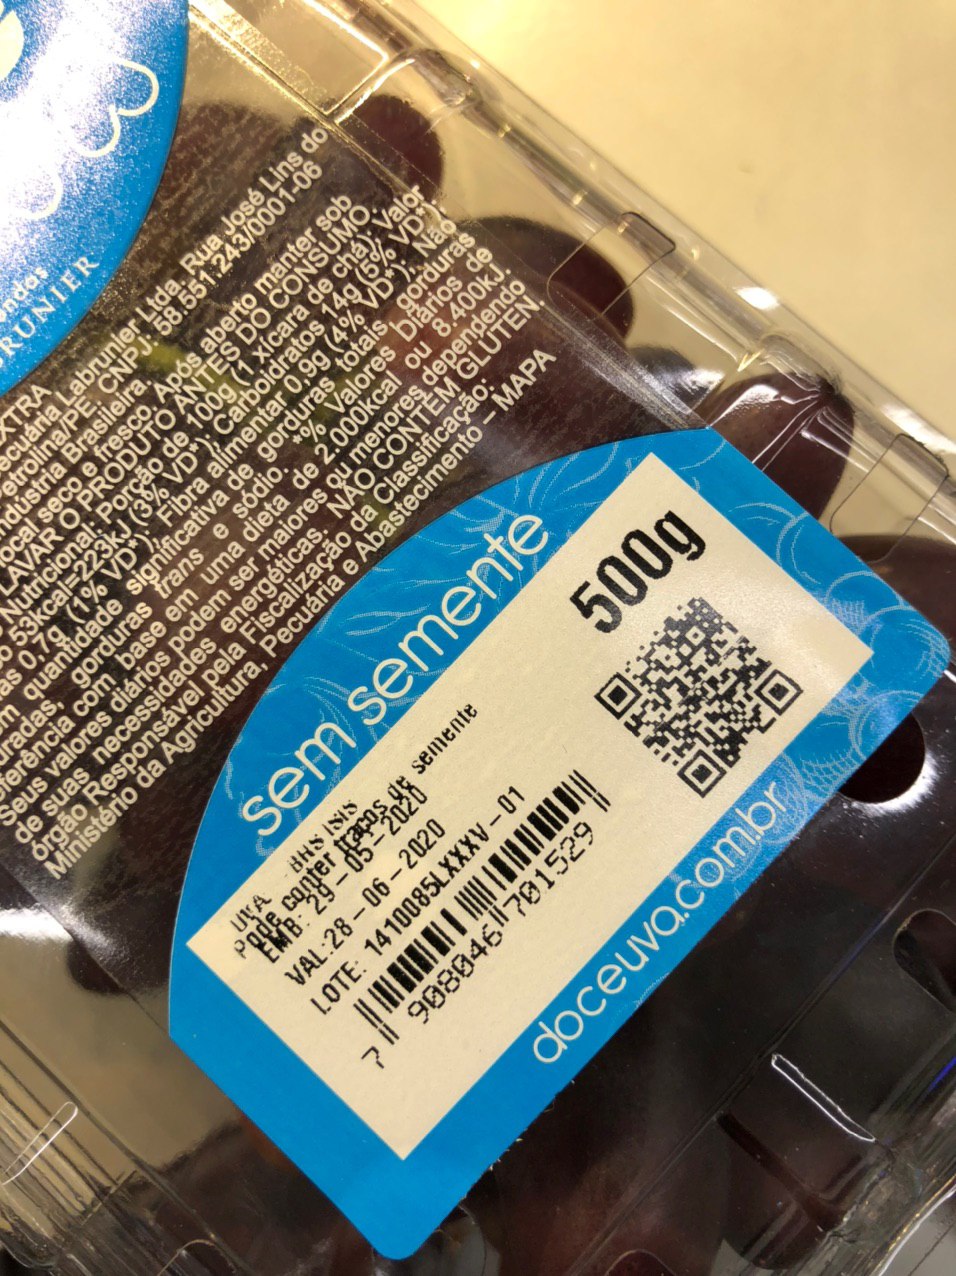 ndas
RUNIER
EXTRA
ecuária Labrunier Ltda. Rua José Lins do
Petrolina/PE. CNPJ: 58.551.243/0001-06
Indústria Brasileira
local seco e fresco. Após aberto manter sob
LAVAR O PRODUTO ANTES DO CONSUMO.
Nutricional: Porção de 100g (1 xícara de chá). Valor
53kcal=223kJ (3% VD*); Carboidratos 14g (5% VD*);
0.7g (1% VD*); Fibra alimentar 0.9g (4% VD*). Não
quantidade significativa de gorduras totais, gorduras
uradas, gorduras trans e sódio. *% Valores Diários de
ferência com base em uma dieta de 2.000kcal ou 8.400kJ.
Seus valores diários podem ser maiores ou menores dependendo
de suas necessidades energéticas. NÃO CONTÉM GLÚTEN.
órgão Responsável pela Fiscalização da Classificação:
Ministério da Agricultura, Pecuária e Abastecimento – MAPA
sem semente
500g
UVA BRS ISIS
Pode conter traços de semente
EMB: 29-05-2020
VAL:28-06-2020
LOTE: 1410085LXXXV-01
7 908046 701529
doceuva.com.br